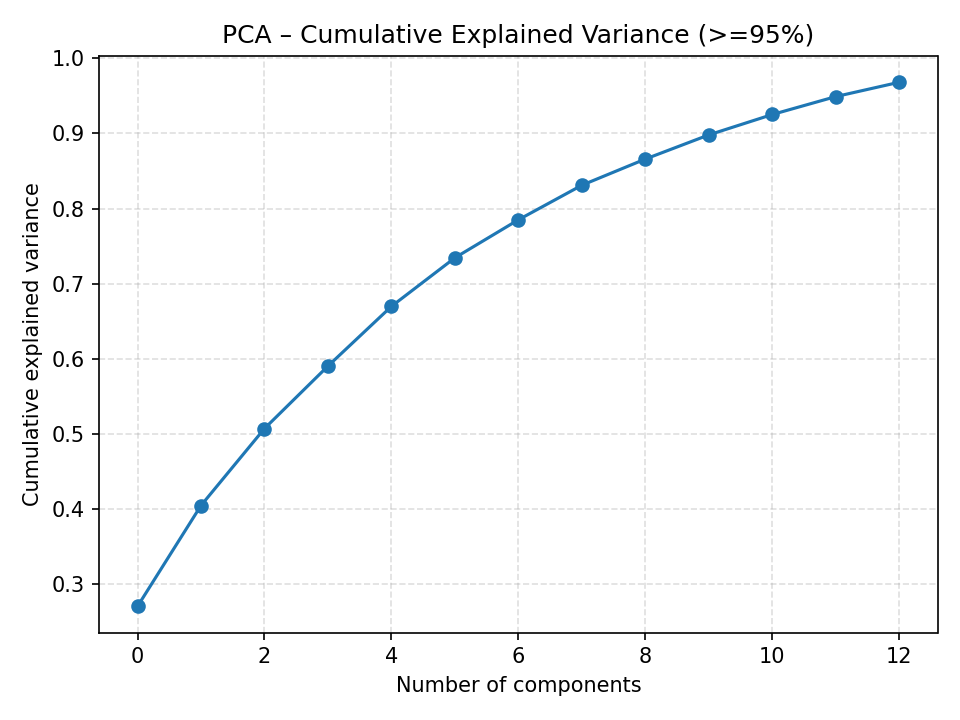 PCA – Cumulative Explained Variance (>=95%)
1.0
0.9
0.8
0.7
0.6
0.5
0.4
0.3
Cumulative explained variance
0 2 4 6 8 10 12
Number of components